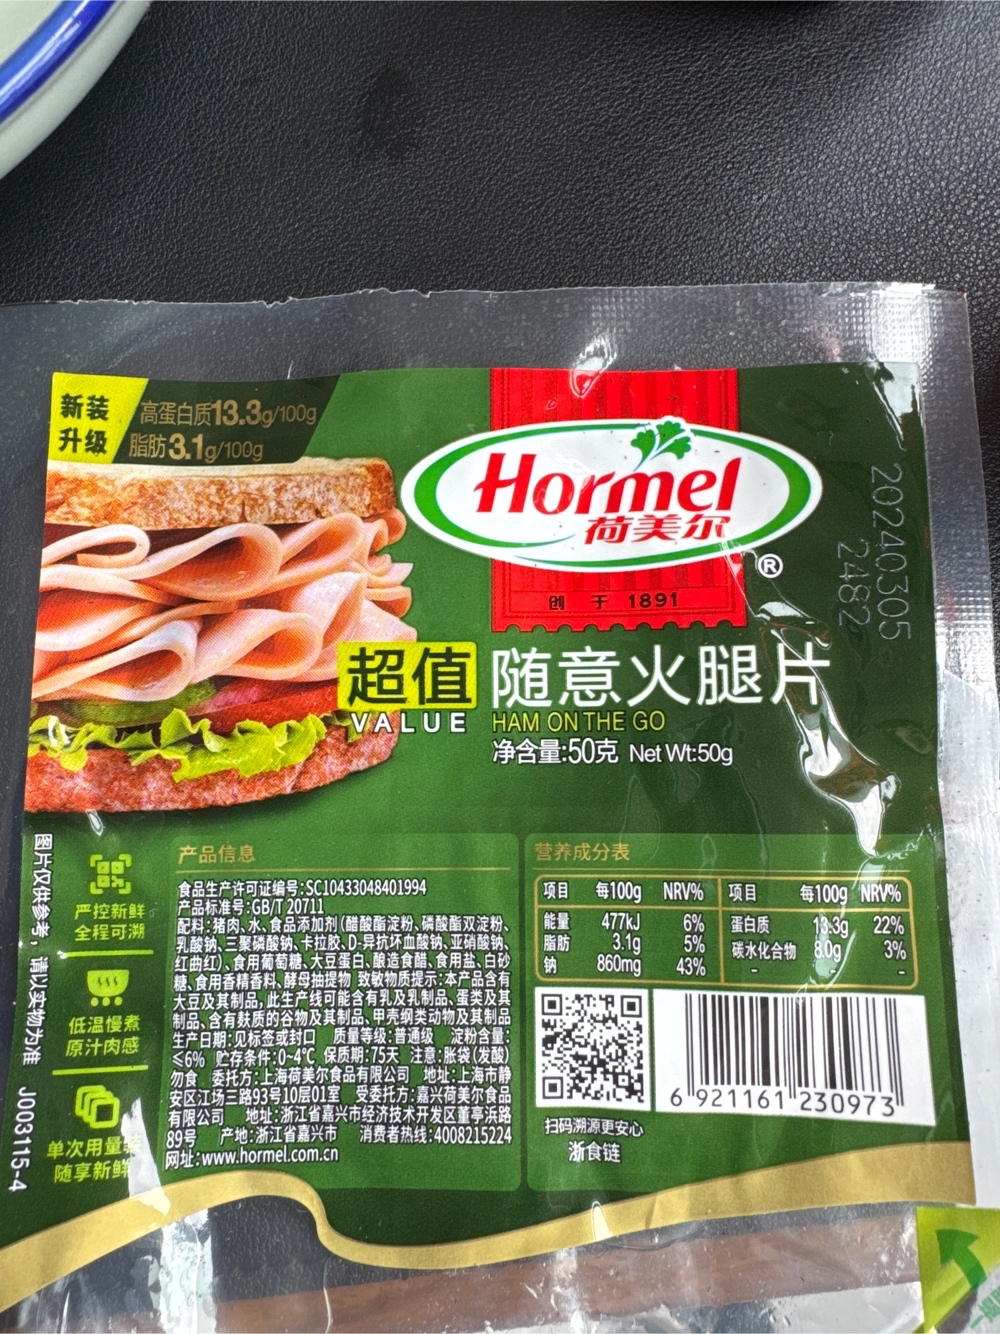 新装
升级
高蛋白质13.3g/100g
脂肪3.1g/100g
Hormel
荷美尔
®
创于1891
20240305
2482
超值
VALUE
随意火腿片
HAM ON THE GO
净含量:50克 Net Wt:50g
图片仅供参考，请以实物为准 J003115-4
严控新鲜
全程可溯
低温慢煮
原汁肉感
单次用量装
随享新鲜
产品信息
食品生产许可证编号:SC10433048401994
产品标准号:GB/T 20711
配料:猪肉、水、食品添加剂(醋酸酯淀粉、磷酸酯双淀粉、
乳酸钠、三聚磷酸钠、卡拉胶、D-异抗坏血酸钠、亚硝酸钠、
红曲红)、食用葡萄糖、大豆蛋白、酿造食醋、食用盐、白砂
糖、食用香精香料、酵母抽提物 致敏物质提示:本产品含有
大豆及其制品,此生产线可能含有乳及乳制品、蛋类及其
制品、含有麸质的谷物及其制品、甲壳纲类动物及其制品
生产日期:见标签或封口 质量等级:普通级 淀粉含量:
≤6% 贮存条件:0~4℃ 保质期:75天 注意:胀袋(发酸)
勿食 委托方:上海荷美尔食品有限公司 地址:上海市静
安区江场三路93号10层01室 受委托方:嘉兴荷美尔食品
有限公司 地址:浙江省嘉兴市经济技术开发区董亭浜路
89号 产地:浙江省嘉兴市 消费者热线:4008215224
网址:www.hormel.com.cn
营养成分表
项目 每100g NRV% 项目 每100g NRV%
能量 477kJ 6% 蛋白质 13.3g 22%
脂肪 3.1g 5% 碳水化合物 8.0g 3%
钠 860mg 43% - - -
6 921161 230973
扫码溯源更安心
浙食链